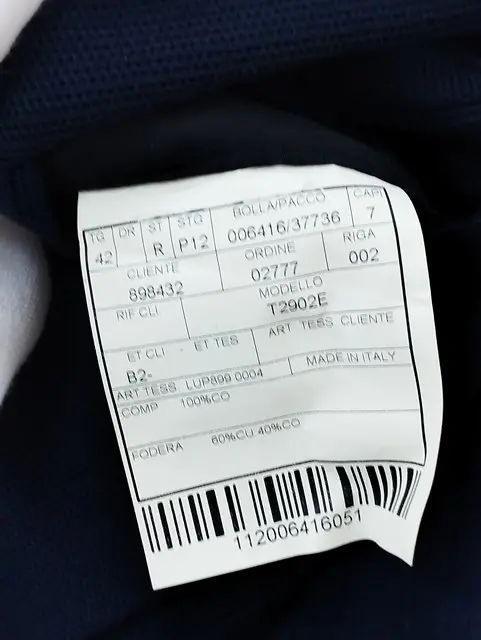 TG DR ST STG BOLLA/PACCO CAPI
42 R P12 006416/37736 7
CLIENTE ORDINE RIGA
898432 02777 002
RIF CLI MODELLO
T2902E
ET CLI ET TES ART TESS CLIENTE
B2-
ART TESS LUP899 0004 MADE IN ITALY
COMP 100%CO
FODERA 60%CU 40%CO
112006416051